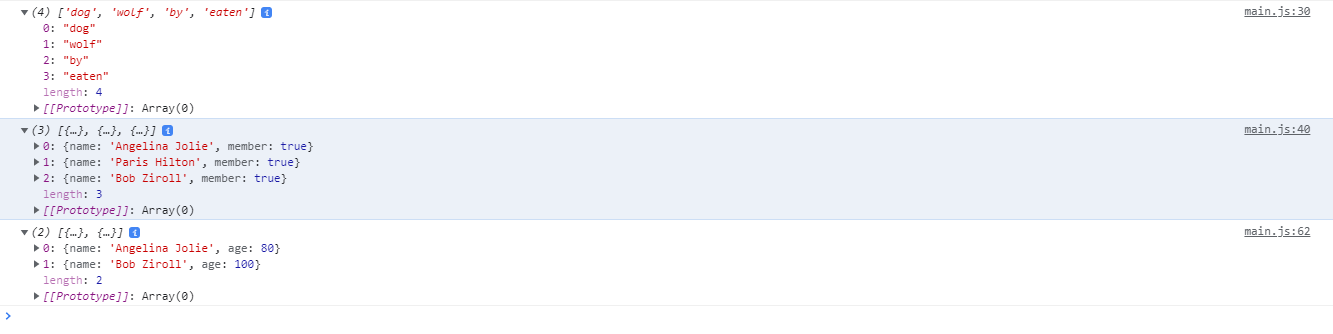 ▼(4) ['dog', 'wolf', 'by', 'eaten'] i main.js:30
0: "dog"
1: "wolf"
2: "by"
3: "eaten"
length: 4
▶[[Prototype]]: Array(0)
▼(3) [{…}, {…}, {…}] i main.js:40
▶0: {name: 'Angelina Jolie', member: true}
▶1: {name: 'Paris Hilton', member: true}
▶2: {name: 'Bob Ziroll', member: true}
length: 3
▶[[Prototype]]: Array(0)
▼(2) [{…}, {…}] i main.js:62
▶0: {name: 'Angelina Jolie', age: 80}
▶1: {name: 'Bob Ziroll', age: 100}
length: 2
▶[[Prototype]]: Array(0)
>